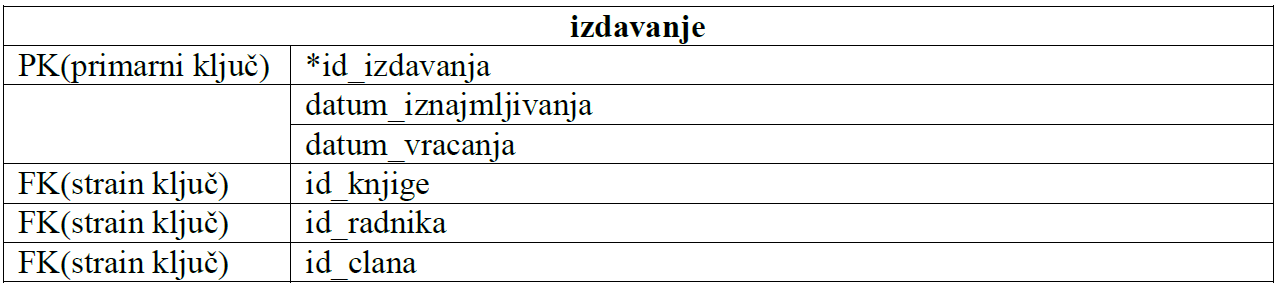 izdavanje
PK(primarni ključ) *id_izdavanja
datum_iznajmljivanja
datum_vracanja
FK(strain ključ) id_knjige
FK(strain ključ) id_radnika
FK(strain ključ) id_clana